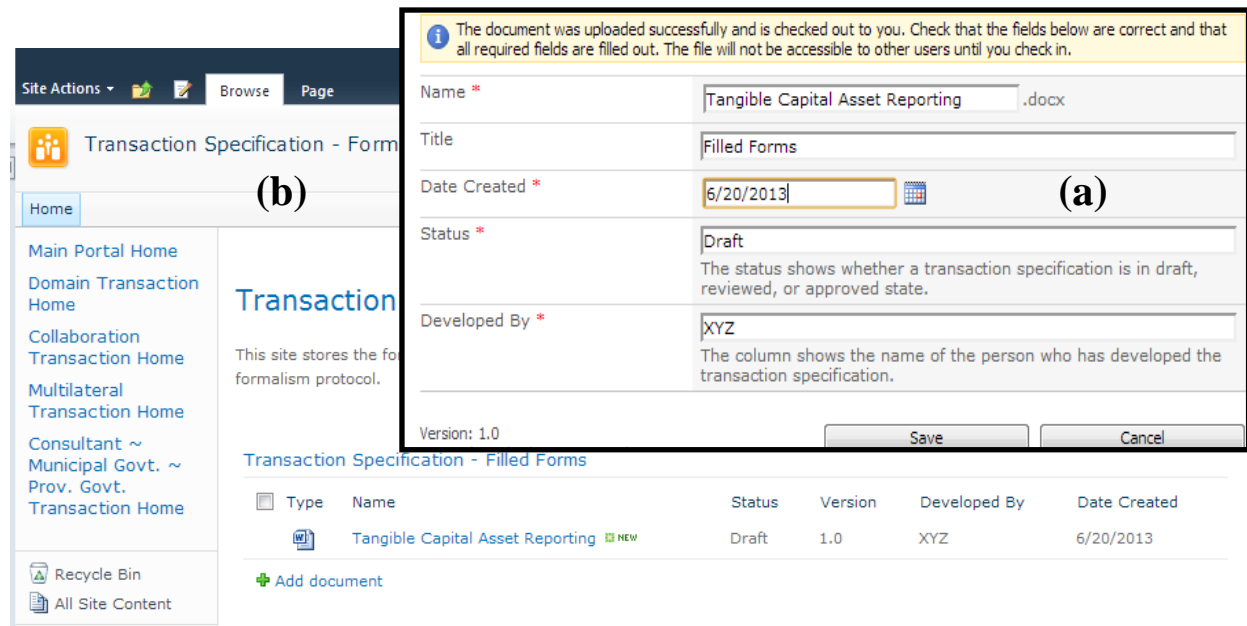 The document was uploaded successfully and is checked out to you. Check that the fields below are correct and that
all required fields are filled out. The file will not be accessible to other users until you check in.
Name *
Tangible Capital Asset Reporting .docx
Title
Filled Forms
Date Created *
6/20/2013
(a)
Status *
Draft
The status shows whether a transaction specification is in draft,
reviewed, or approved state.
Developed By *
XYZ
The column shows the name of the person who has developed the
transaction specification.
Version: 1.0
Save
Cancel
Site Actions
Browse
Page
Transaction Specification - Form
(b)
Home
Main Portal Home
Domain Transaction
Home
Collaboration
Transaction Home
Multilateral
Transaction Home
Consultant ~
Municipal Govt. ~
Prov. Govt.
Transaction Home
Recycle Bin
All Site Content
Transaction
This site stores the fo
formalism protocol.
Transaction Specification - Filled Forms
Type Name Status Version Developed By Date Created
Tangible Capital Asset Reporting NEW Draft 1.0 XYZ 6/20/2013
Add document